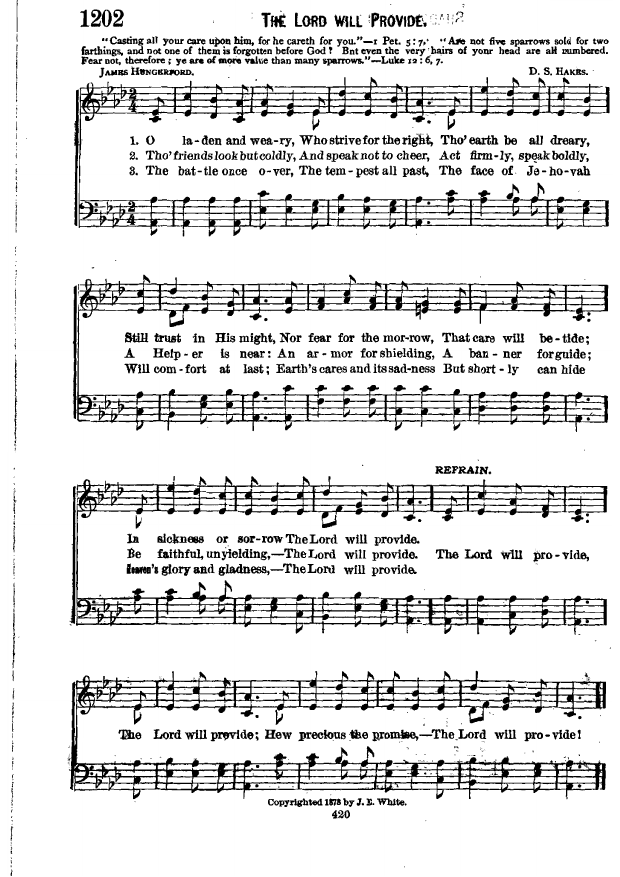 1202 THE LORD WILL PROVIDE.
"Casting all your care upon him, for he careth for you."—1 Pet. 5:7. "Are not five sparrows sold for two
farthings, and not one of them is forgotten before God? But even the very hairs of your head are all numbered.
Fear not, therefore; ye are of more value than many sparrows."—Luke 12:6, 7.
JAMES HUNGERFORD. D. S. HAKES.
1. O la-den and wea-ry, Who strive for the right, Tho' earth be all dreary,
2. Tho' friends look but coldly, And speak not to cheer, Act firm-ly, speak boldly,
3. The bat-tle once o-ver, The tem-pest all past, The face of Je-ho-vah
Still trust in His might, Nor fear for the mor-row, That care will be-tide;
A Help-er is near: An ar-mor for shielding, A ban-ner for guide;
Will com-fort at last; Earth's cares and its sad-ness But short-ly can hide
REFRAIN.
In sickness or sor-row The Lord will provide.
Be faithful, unyielding,—The Lord will provide. The Lord will pro-vide,
Heaven's glory and gladness,—The Lord will provide.
The Lord will provide; How precious the promise,—The Lord will pro-vide!
Copyrighted 1878 by J. E. White.
420